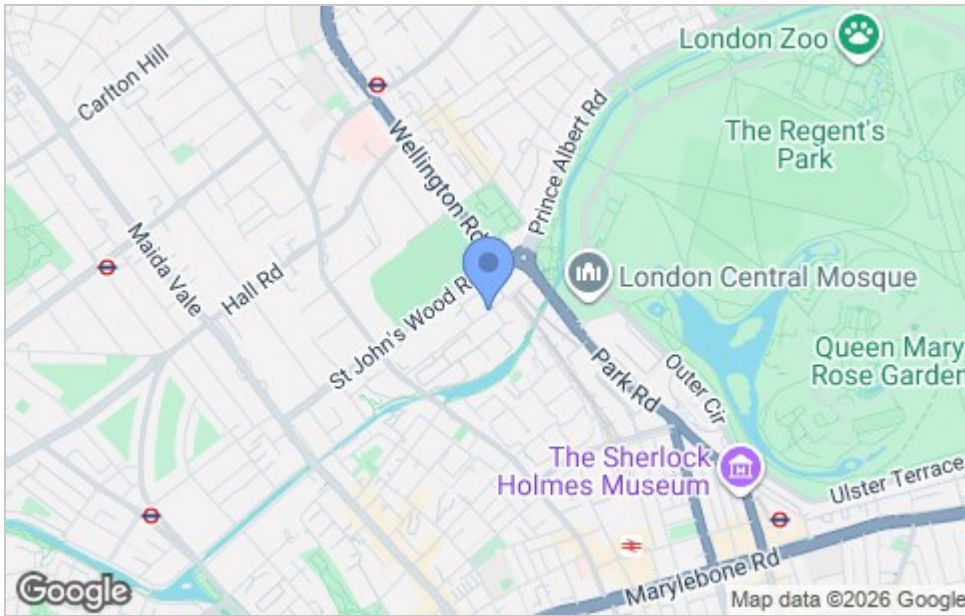 London Zoo
Carlton Hill
The Regent's
Park
Prince Albert Rd
Wellington Rd
Maida Vale
Hall Rd
London Central Mosque
St John's Wood R
Outer Cir
Park Rd
Queen Mary
Rose Garden
The Sherlock
Holmes Museum
Ulster Terrace
Marylebone Rd
Google
Map data ©2026 Google